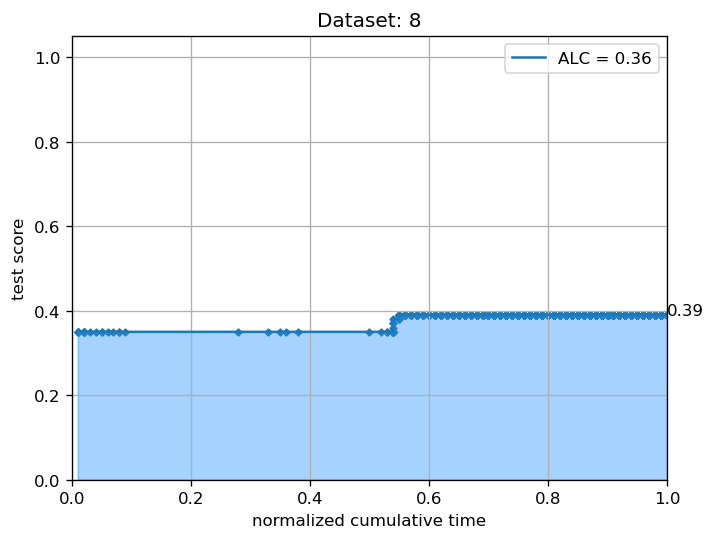 Dataset: 8
ALC = 0.36
1.0
0.8
0.6
0.4
0.2
0.0
test score
0.39
0.0 0.2 0.4 0.6 0.8 1.0
normalized cumulative time